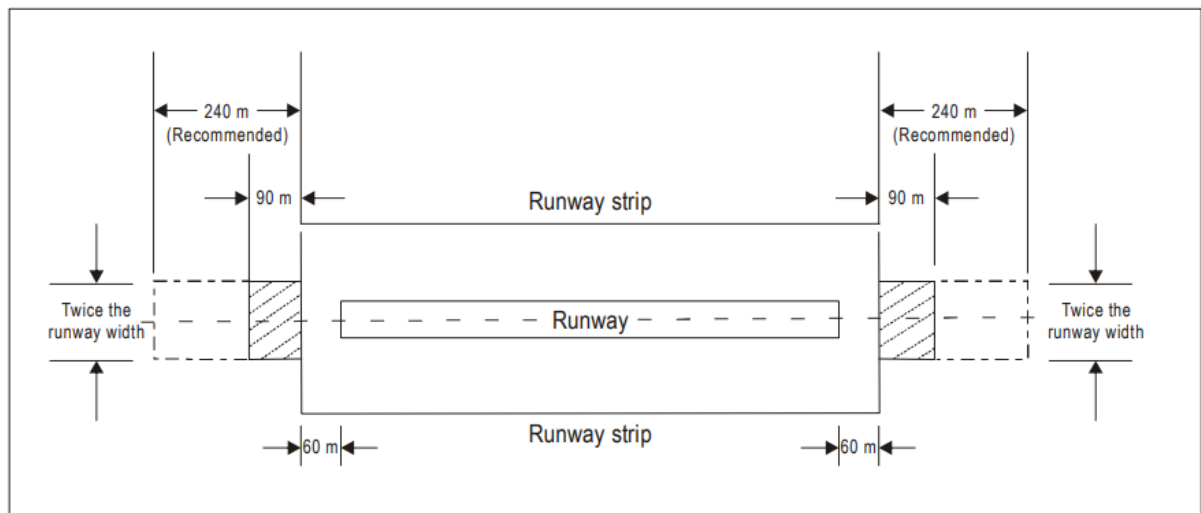 240 m
(Recommended)
240 m
(Recommended)
90 m
Runway strip
90 m
Twice the
runway width
Runway
Twice the
runway width
Runway strip
60 m
60 m